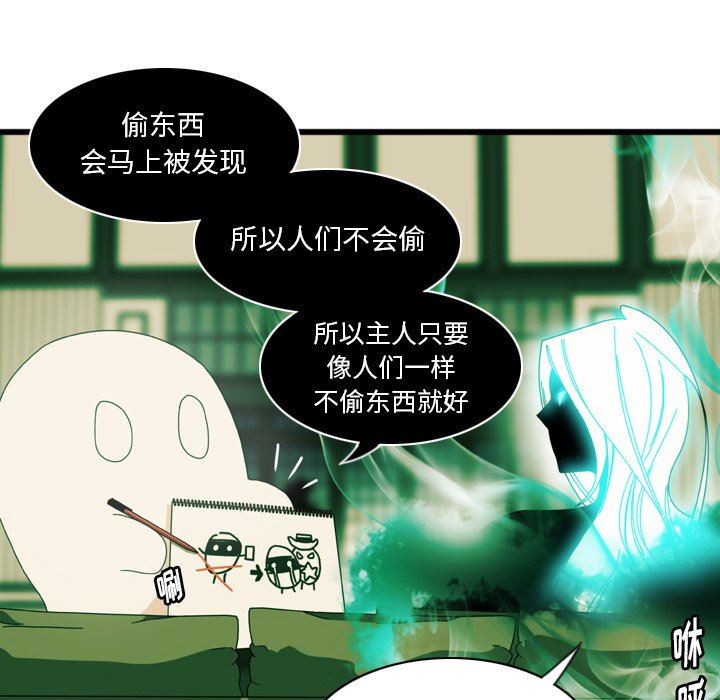 偷东西
会马上被发现
所以人们不会偷
所以主人只要
像人们一样
不偷东西就好
唰
咻